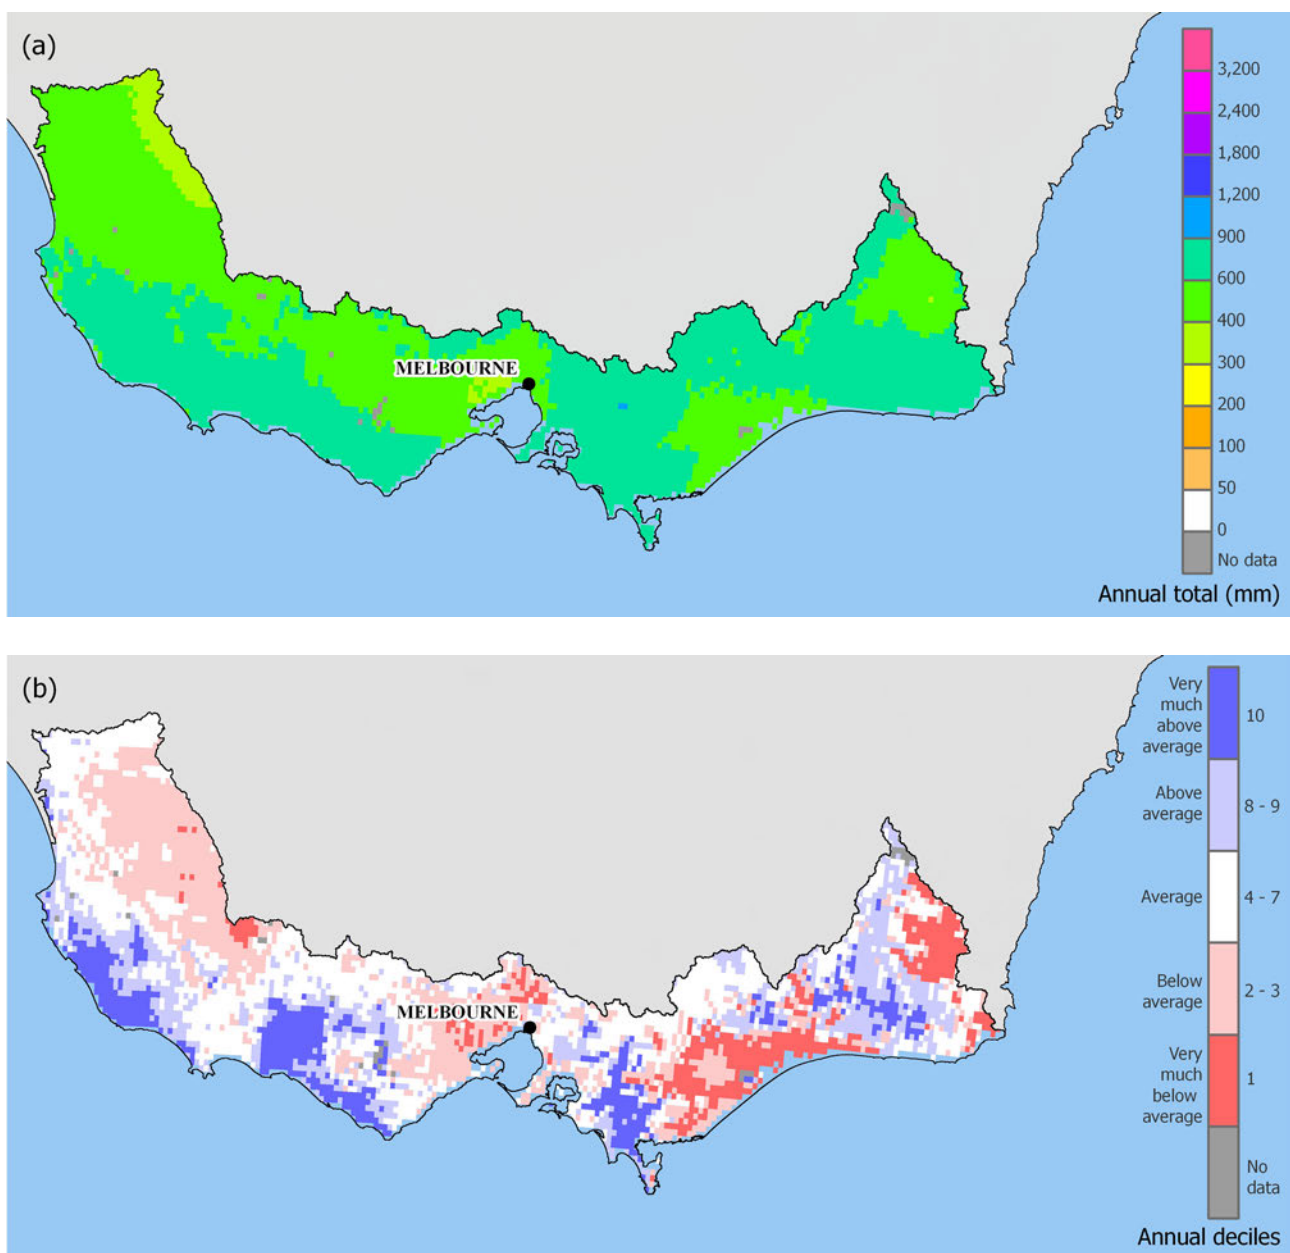 (a)
MELBOURNE
3,200
2,400
1,800
1,200
900
600
400
300
200
100
50
0
No data
Annual total (mm)
(b)
MELBOURNE
Very
much
above
average
10
Above
average
8 - 9
Average
4 - 7
Below
average
2 - 3
Very
much
below
average
1
No
data
Annual deciles